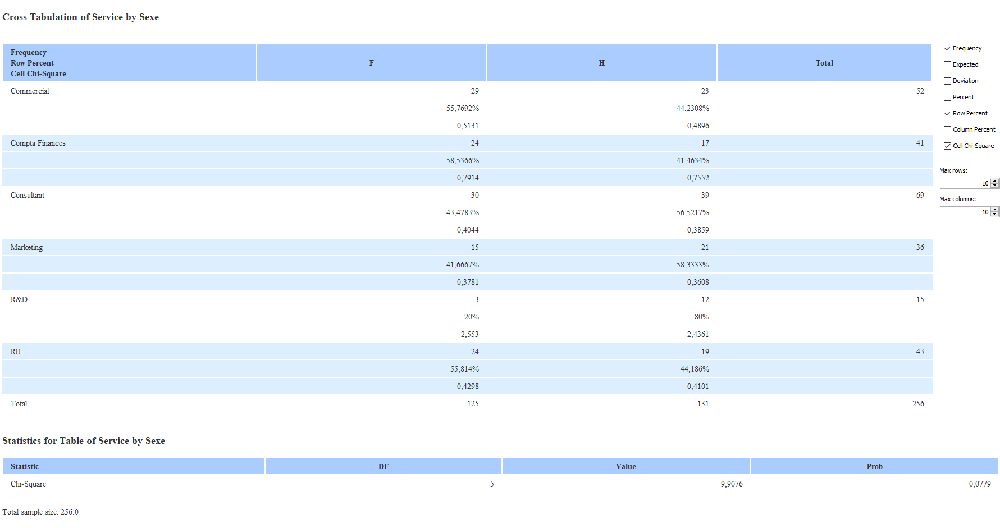 Cross Tabulation of Service by Sexe
Frequency
Row Percent
Cell Chi-Square
F
H
Total
Commercial 29 23 52
55,7692% 44,2308%
0,5131 0,4896
Compta Finances 24 17 41
58,5366% 41,4634%
0,7914 0,7552
Consultant 30 39 69
43,4783% 56,5217%
0,4044 0,3859
Marketing 15 21 36
41,6667% 58,3333%
0,3781 0,3608
R&D 3 12 15
20% 80%
2,553 2,4361
RH 24 19 43
55,814% 44,186%
0,4298 0,4101
Total 125 131 256
Frequency
Expected
Deviation
Percent
Row Percent
Column Percent
Cell Chi-Square
Max rows:
10
Max columns:
10
Statistics for Table of Service by Sexe
Statistic DF Value Prob
Chi-Square 5 9,9076 0,0779
Total sample size: 256.0